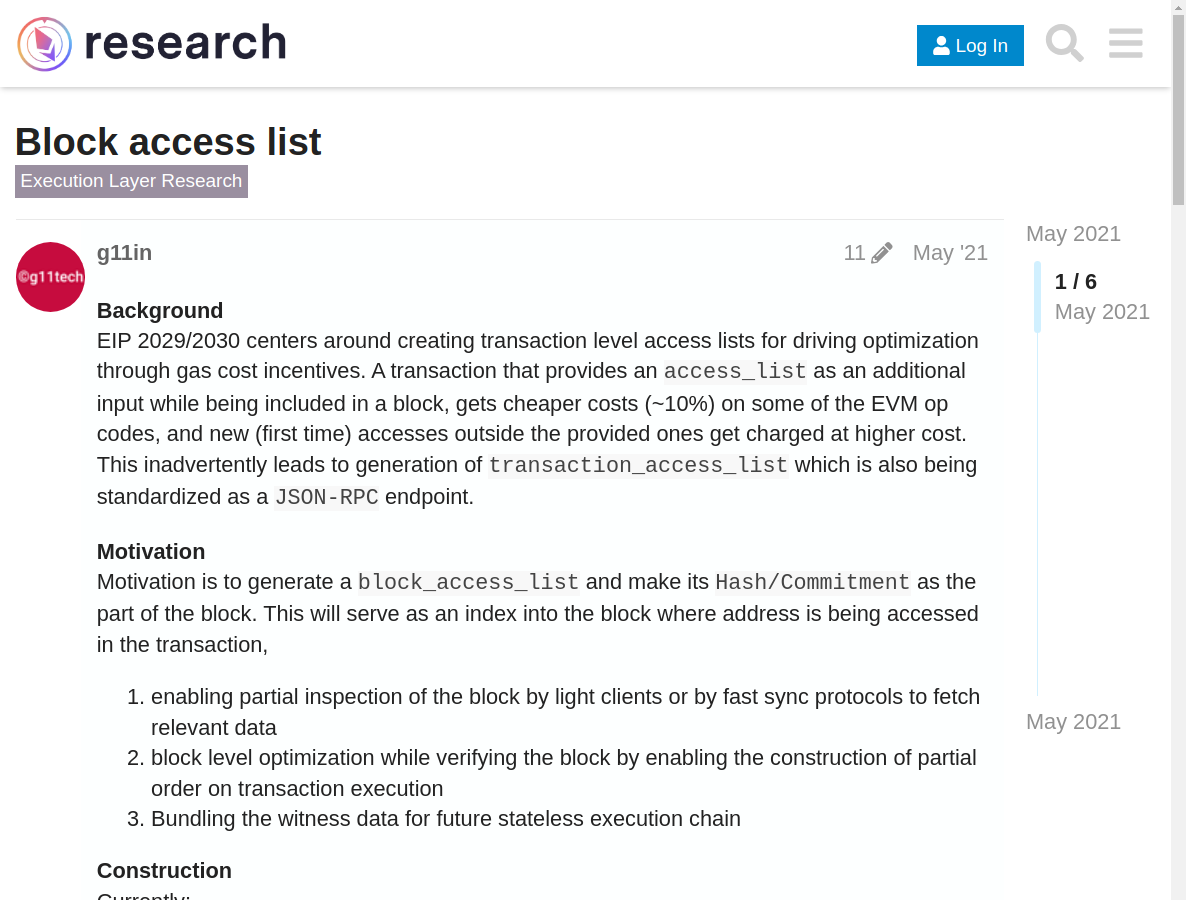 research
Log In
Block access list
Execution Layer Research
May 2021
©g11tech
g11in
11
May '21
1 / 6
May 2021
Background
EIP 2029/2030 centers around creating transaction level access lists for driving optimization
through gas cost incentives. A transaction that provides an access_list as an additional
input while being included in a block, gets cheaper costs (~10%) on some of the EVM op
codes, and new (first time) accesses outside the provided ones get charged at higher cost.
This inadvertently leads to generation of transaction_access_list which is also being
standardized as a JSON-RPC endpoint.
Motivation
Motivation is to generate a block_access_list and make its Hash/Commitment as the
part of the block. This will serve as an index into the block where address is being accessed
in the transaction,
1. enabling partial inspection of the block by light clients or by fast sync protocols to fetch
relevant data
May 2021
2. block level optimization while verifying the block by enabling the construction of partial
order on transaction execution
3. Bundling the witness data for future stateless execution chain
Construction
Currently: